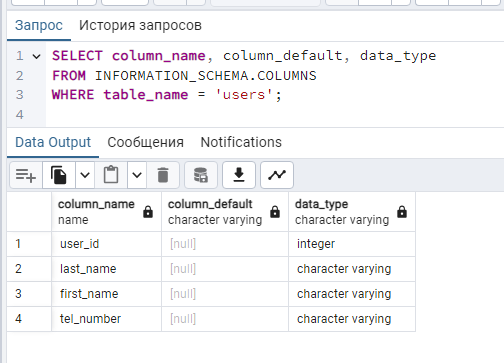 Запрос История запросов
1 SELECT column_name, column_default, data_type
2 FROM INFORMATION_SCHEMA.COLUMNS
3 WHERE table_name = 'users';
4
Data Output Сообщения Notifications
column_name column_default data_type
name character varying character varying
1 user_id [null] integer
2 last_name [null] character varying
3 first_name [null] character varying
4 tel_number [null] character varying